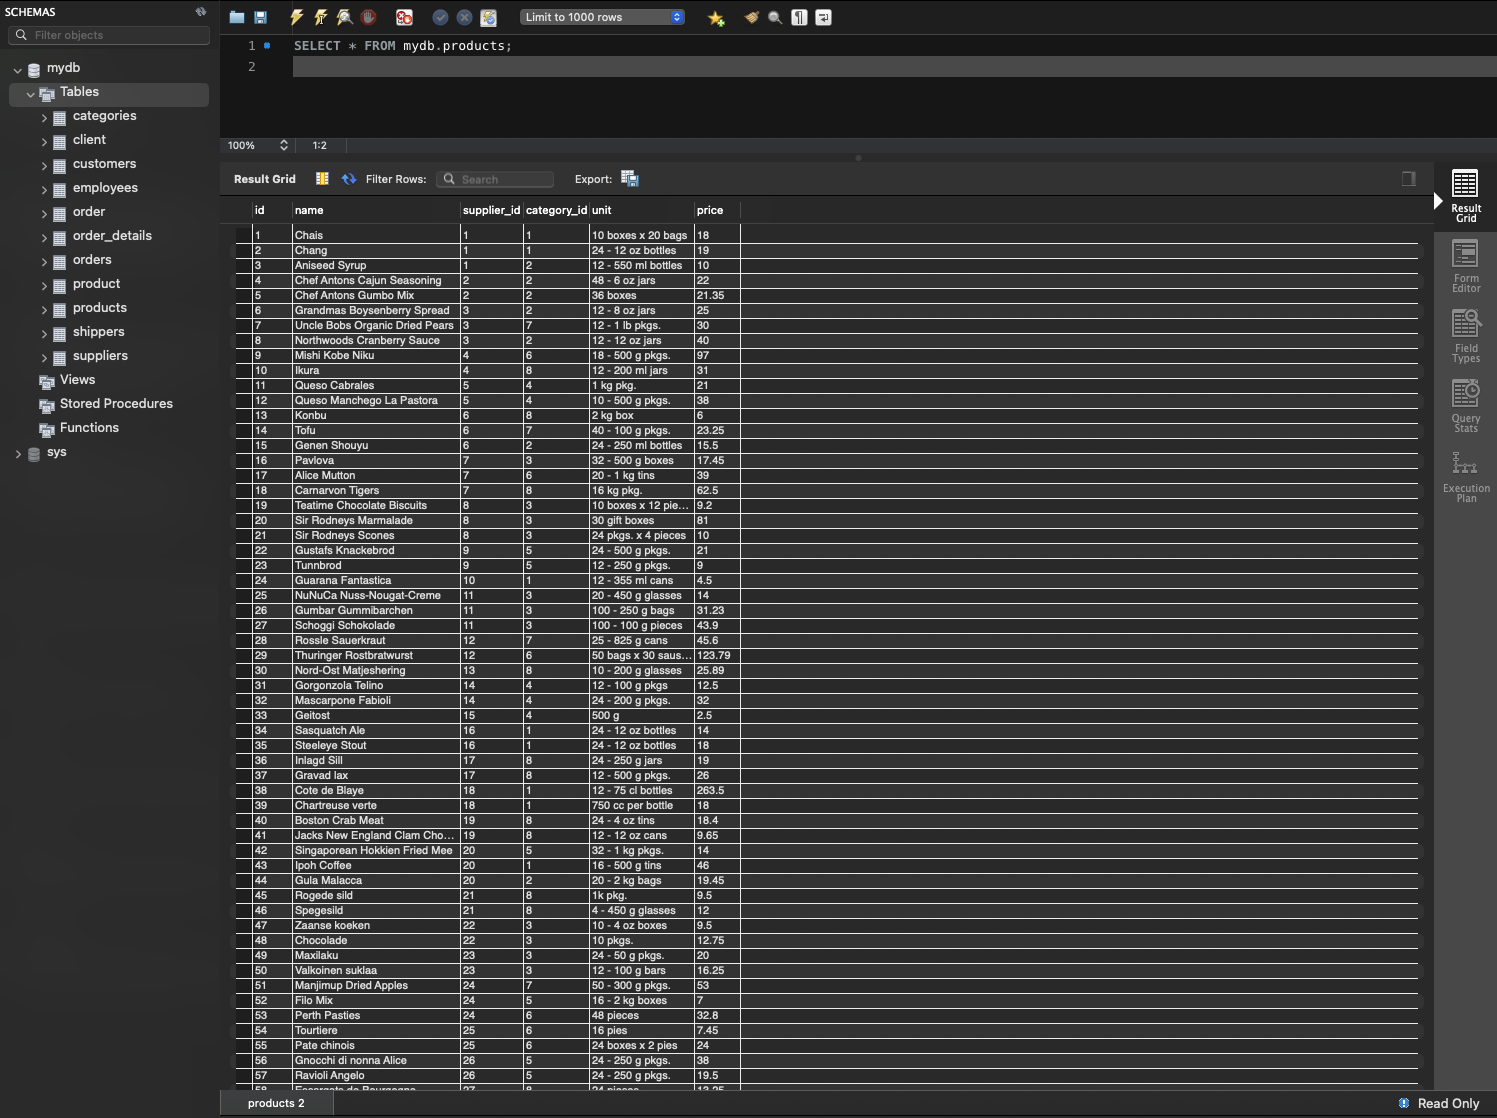 SCHEMAS
Filter objects
mydb
Tables
categories
client
customers
employees
order
order_details
orders
product
products
shippers
suppliers
Views
Stored Procedures
Functions
sys
Limit to 1000 rows
1 SELECT * FROM mydb.products;
2
100% 1:2
Result Grid Filter Rows: Search Export:
id name supplier_id category_id unit price
1 Chais 1 1 10 boxes x 20 bags 18
2 Chang 1 1 24 - 12 oz bottles 19
3 Aniseed Syrup 1 2 12 - 550 ml bottles 10
4 Chef Antons Cajun Seasoning 2 2 48 - 6 oz jars 22
5 Chef Antons Gumbo Mix 2 2 36 boxes 21.35
6 Grandmas Boysenberry Spread 3 2 12 - 8 oz jars 25
7 Uncle Bobs Organic Dried Pears 3 7 12 - 1 lb pkgs. 30
8 Northwoods Cranberry Sauce 3 2 12 - 12 oz jars 40
9 Mishi Kobe Niku 4 6 18 - 500 g pkgs. 97
10 Ikura 4 8 12 - 200 ml jars 31
11 Queso Cabrales 5 4 1 kg pkg. 21
12 Queso Manchego La Pastora 5 4 10 - 500 g pkgs. 38
13 Konbu 6 8 2 kg box 6
14 Tofu 6 7 40 - 100 g pkgs. 23.25
15 Genen Shouyu 6 2 24 - 250 ml bottles 15.5
16 Pavlova 7 3 32 - 500 g boxes 17.45
17 Alice Mutton 7 6 20 - 1 kg tins 39
18 Carnarvon Tigers 7 8 16 kg pkg. 62.5
19 Teatime Chocolate Biscuits 8 3 10 boxes x 12 pie... 9.2
20 Sir Rodneys Marmalade 8 3 30 gift boxes 81
21 Sir Rodneys Scones 8 3 24 pkgs. x 4 pieces 10
22 Gustafs Knackebrod 9 5 24 - 500 g pkgs. 21
23 Tunnbrod 9 5 12 - 250 g pkgs. 9
24 Guarana Fantastica 10 1 12 - 355 ml cans 4.5
25 NuNuCa Nuss-Nougat-Creme 11 3 20 - 450 g glasses 14
26 Gumbar Gummibarchen 11 3 100 - 250 g bags 31.23
27 Schoggi Schokolade 11 3 100 - 100 g pieces 43.9
28 Rossle Sauerkraut 12 7 25 - 825 g cans 45.6
29 Thuringer Rostbratwurst 12 6 50 bags x 30 saus... 123.79
30 Nord-Ost Matjeshering 13 8 10 - 200 g glasses 25.89
31 Gorgonzola Telino 14 4 12 - 100 g pkgs 12.5
32 Mascarpone Fabioli 14 4 24 - 200 g pkgs. 32
33 Geitost 15 4 500 g 2.5
34 Sasquatch Ale 16 1 24 - 12 oz bottles 14
35 Steeleye Stout 16 1 24 - 12 oz bottles 18
36 Inlagd Sill 17 8 24 - 250 g jars 19
37 Gravad lax 17 8 12 - 500 g pkgs. 26
38 Cote de Blaye 18 1 12 - 75 cl bottles 263.5
39 Chartreuse verte 18 1 750 cc per bottle 18
40 Boston Crab Meat 19 8 24 - 4 oz tins 18.4
41 Jacks New England Clam Cho... 19 8 12 - 12 oz cans 9.65
42 Singaporean Hokkien Fried Mee 20 5 32 - 1 kg pkgs. 14
43 Ipoh Coffee 20 1 16 - 500 g tins 46
44 Gula Malacca 20 2 20 - 2 kg bags 19.45
45 Rogede sild 21 8 1k pkg. 9.5
46 Spegesild 21 8 4 - 450 g glasses 12
47 Zaanse koeken 22 3 10 - 4 oz boxes 9.5
48 Chocolade 22 3 10 pkgs. 12.75
49 Maxilaku 23 3 24 - 50 g pkgs. 20
50 Valkoinen suklaa 23 3 12 - 100 g bars 16.25
51 Manjimup Dried Apples 24 7 50 - 300 g pkgs. 53
52 Filo Mix 24 5 16 - 2 kg boxes 7
53 Perth Pasties 24 6 48 pieces 32.8
54 Tourtiere 25 6 16 pies 7.45
55 Pate chinois 25 6 24 boxes x 2 pies 24
56 Gnocchi di nonna Alice 26 5 24 - 250 g pkgs. 38
57 Ravioli Angelo 26 5 24 - 250 g pkgs. 19.5
58 Escargots de Bourgogne 27 8 24 pieces 13.25
Result
Grid
Form
Editor
Field
Types
Query
Stats
Execution
Plan
products 2
Read Only